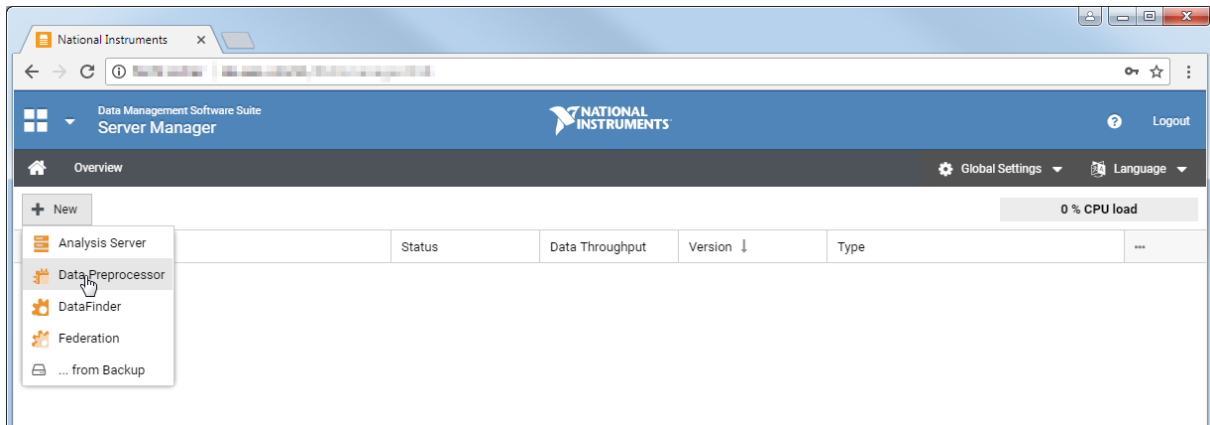 National Instruments
Data Management Software Suite
Server Manager
NATIONAL INSTRUMENTS
Logout
Overview
Global Settings
Language
New
0 % CPU load
Analysis Server
Status
Data Throughput
Version
Type
Data Preprocessor
DataFinder
Federation
... from Backup